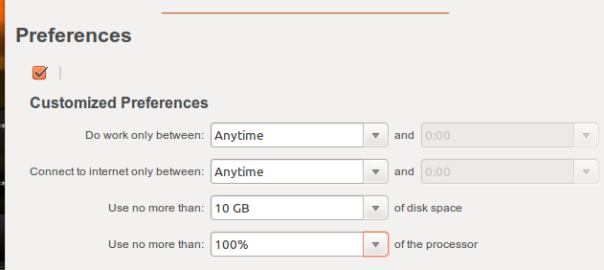 Preferences
Customized Preferences
Do work only between: Anytime and 0:00
Connect to internet only between: Anytime and 0:00
Use no more than: 10 GB of disk space
Use no more than: 100% of the processor